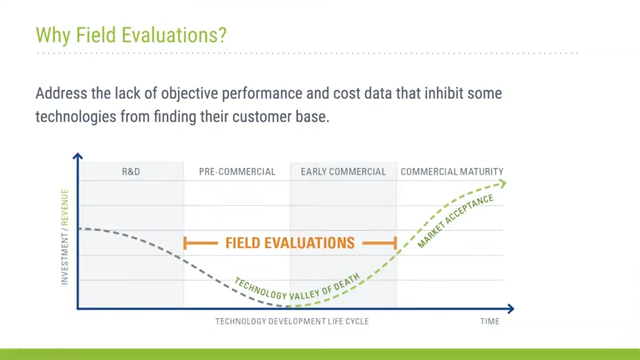 Why Field Evaluations?
Address the lack of objective performance and cost data that inhibit some
technologies from finding their customer base.
R&D
PRE-COMMERCIAL
EARLY COMMERCIAL
COMMERCIAL MATURITY
INVESTMENT / REVENUE
FIELD EVALUATIONS
MARKET ACCEPTANCE
TECHNOLOGY VALLEY OF DEATH
TECHNOLOGY DEVELOPMENT LIFE CYCLE
TIME